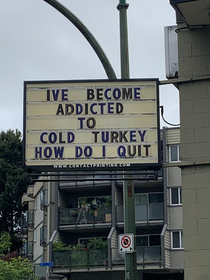 IVE BECOME
ADDICTED
TO
COLD TURKEY
HOW DO I QUIT
WWW.CONTACTPRINTING.COM